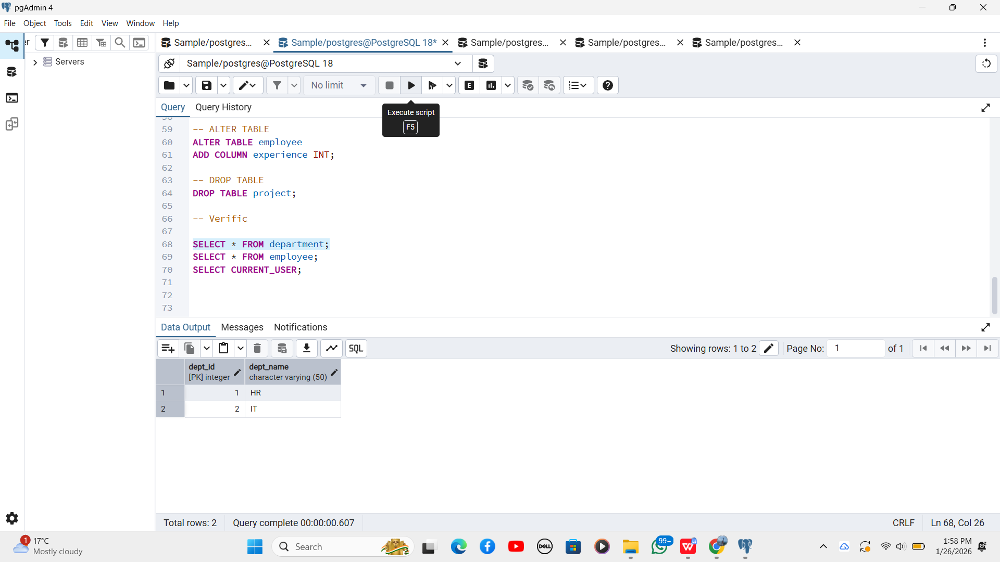 pgAdmin 4
File Object Tools Edit View Window Help
er
Sample/postgres... Sample/postgres@PostgreSQL 18* Sample/postgres... Sample/postgres... Sample/postgres...
Servers
Sample/postgres@PostgreSQL 18
No limit
E
Query Query History
Execute script
F5
58
59 -- ALTER TABLE
60 ALTER TABLE employee
61 ADD COLUMN experience INT;
62
63 -- DROP TABLE
64 DROP TABLE project;
65
66 -- Verific
67
68 SELECT * FROM department;
69 SELECT * FROM employee;
70 SELECT CURRENT_USER;
71
72
73
Data Output Messages Notifications
SQL Showing rows: 1 to 2 Page No: 1 of 1
dept_id dept_name
[PK] integer character varying (50)
1 1 HR
2 2 IT
Total rows: 2 Query complete 00:00:00.607 CRLF Ln 68, Col 26
1 17°C
Mostly cloudy
Search
DELL
99+
W
1:58 PM
1/26/2026